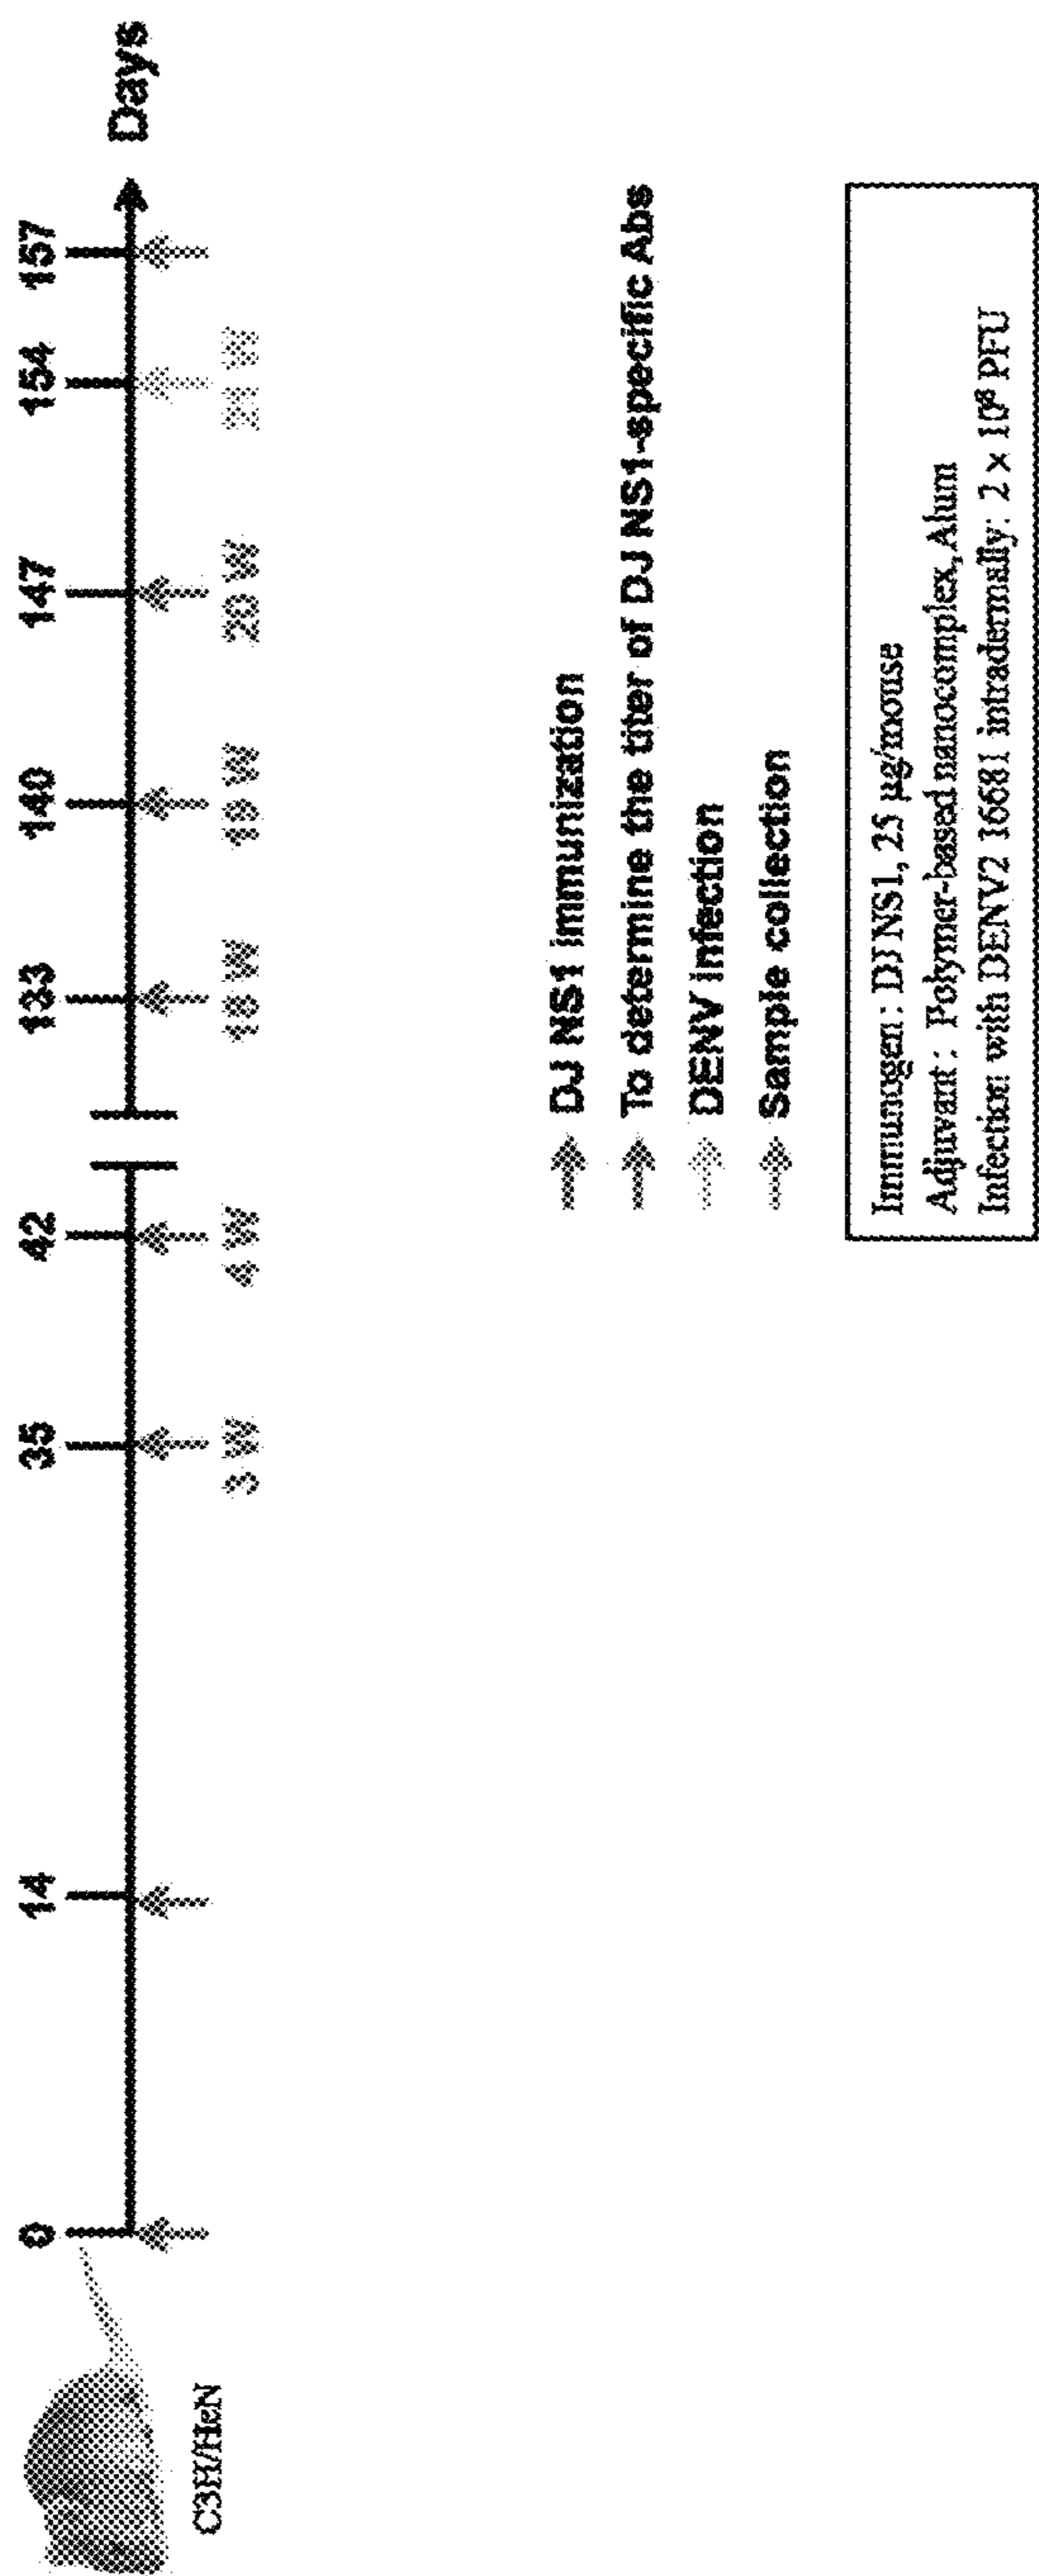 0 14 35 42 133 140 147 154 157
Days
3 W 4 W 18 W 19 W 20 W 21 W
C3H/HeN
DJ NS1 immunization
To determine the titer of DJ NS1-specific Abs
DENV infection
Sample collection
Immunogen: DJ NS1, 25 µg/mouse
Adjuvant: Polymer-based nanocomplex, Alum
Infection with DENV2 16681 intradermally: 2 × 10⁸ PFU